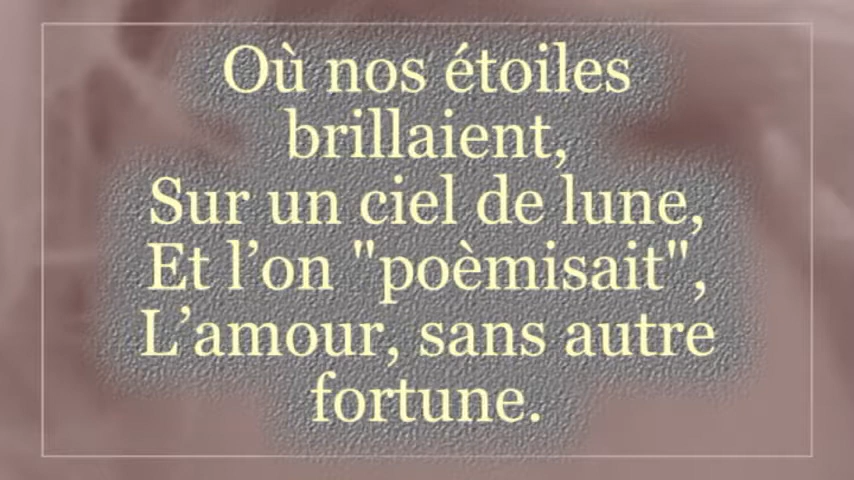 Où nos étoiles
brillaient,
Sur un ciel de lune,
Et l’on "poèmisait",
L’amour, sans autre
fortune.